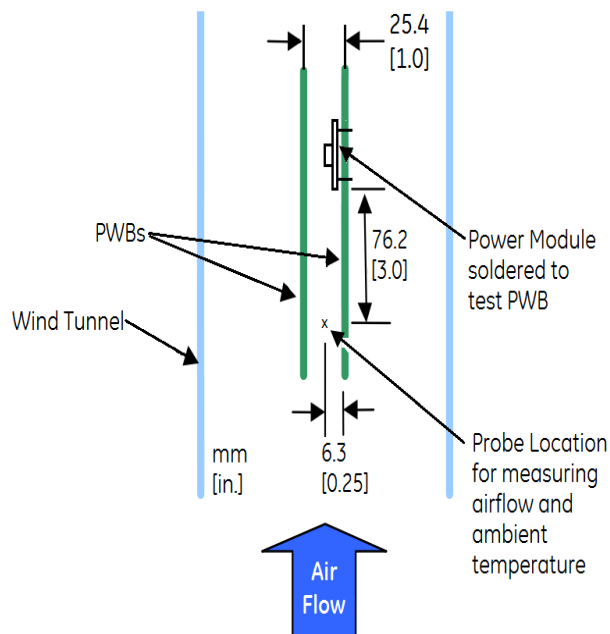 25.4
[1.0]
PWBs
76.2
[3.0]
Power Module
soldered to
test PWB
Wind Tunnel
x
mm
[in.]
6.3
[0.25]
Probe Location
for measuring
airflow and
ambient
temperature
Air
Flow